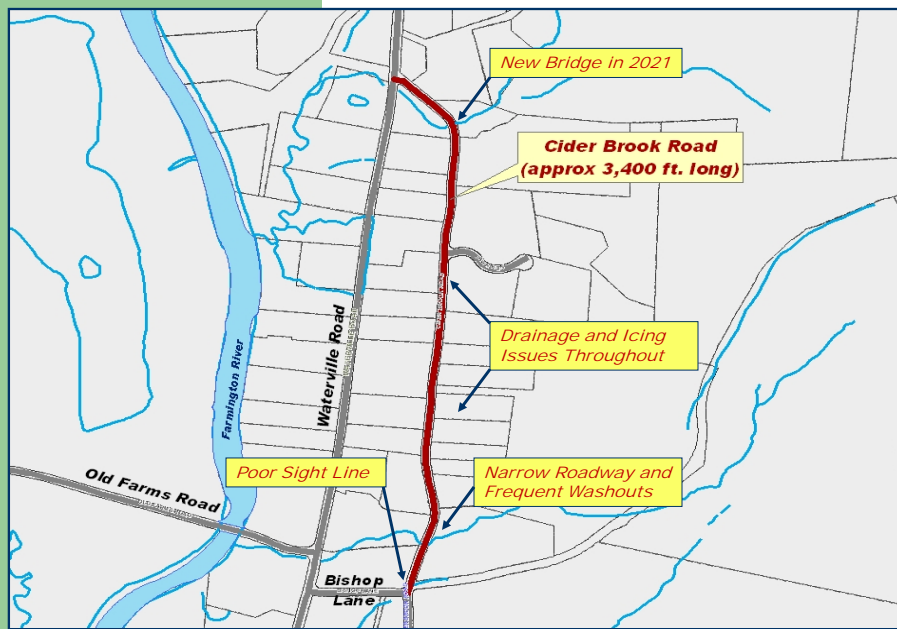 New Bridge in 2021
Cider Brook Road
(approx 3,400 ft. long)
Drainage and Icing
Issues Throughout
Waterville Road
Farmington River
Poor Sight Line
Narrow Roadway and
Frequent Washouts
Old Farms Road
Bishop
Lane